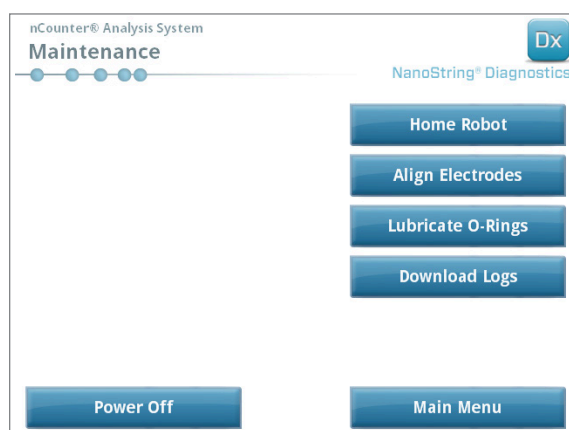 nCounter® Analysis System
Maintenance
Dx
NanoString® Diagnostics
Home Robot
Align Electrodes
Lubricate O-Rings
Download Logs
Power Off
Main Menu